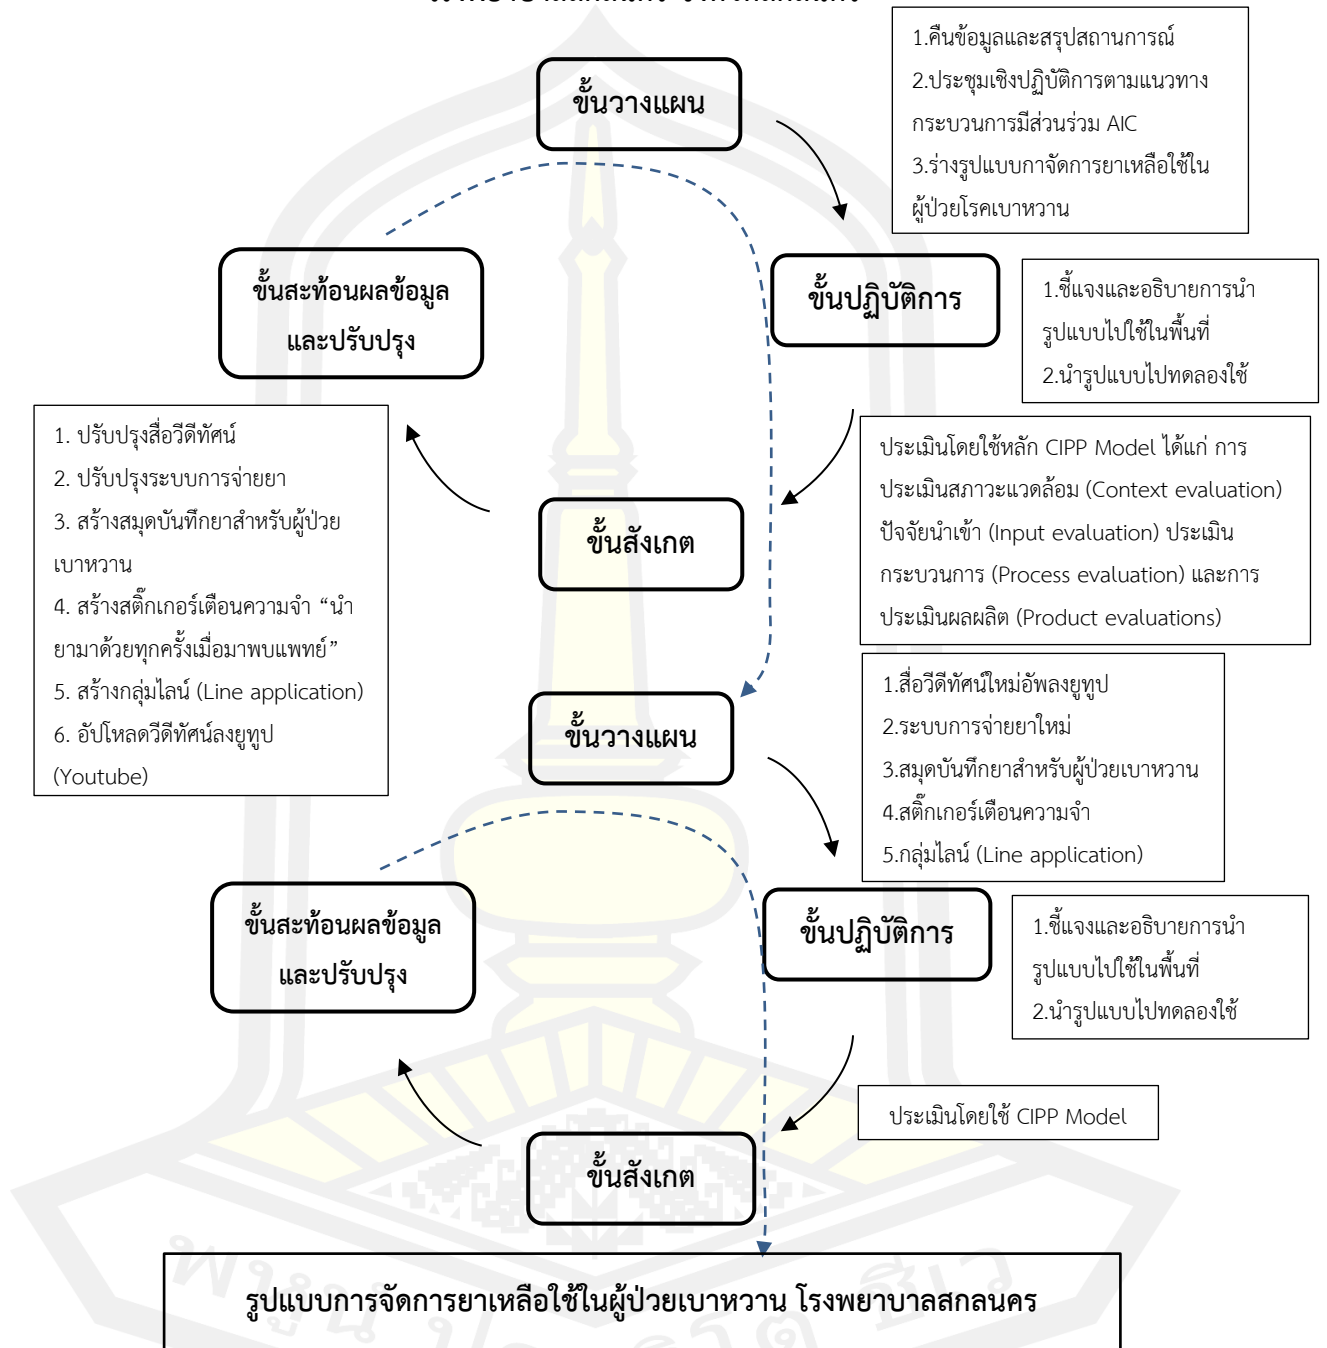 ขั้นวางแผน
1.คืนข้อมูลและสรุปสถานการณ์
2.ประชุมเชิงปฏิบัติการตามแนวทาง
กระบวนการมีส่วนร่วม AIC
3.ร่างรูปแบบกาจัดการยาเหลือใช้ใน
ผู้ป่วยโรคเบาหวาน
ขั้นสะท้อนผลข้อมูล
และปรับปรุง
ขั้นปฏิบัติการ
1.ชี้แจงและอธิบายการนำ
รูปแบบไปใช้ในพื้นที่
2.นำรูปแบบไปทดลองใช้
1. ปรับปรุงสื่อวีดีทัศน์
2. ปรับปรุงระบบการจ่ายยา
3. สร้างสมุดบันทึกยาสำหรับผู้ป่วย
เบาหวาน
4. สร้างสติ๊กเกอร์เตือนความจำ “นำ
ยามาด้วยทุกครั้งเมื่อมาพบแพทย์”
5. สร้างกลุ่มไลน์ (Line application)
6. อัปโหลดวีดีทัศน์ลงยูทูป
(Youtube)
ขั้นสังเกต
ประเมินโดยใช้หลัก CIPP Model ได้แก่ การ
ประเมินสภาวะแวดล้อม (Context evaluation)
ปัจจัยนำเข้า (Input evaluation) ประเมิน
กระบวนการ (Process evaluation) และการ
ประเมินผลผลิต (Product evaluations)
ขั้นวางแผน
1.สื่อวีดีทัศน์ใหม่อัพลงยูทูป
2.ระบบการจ่ายยาใหม่
3.สมุดบันทึกยาสำหรับผู้ป่วยเบาหวาน
4.สติ๊กเกอร์เตือนความจำ
5.กลุ่มไลน์ (Line application)
ขั้นสะท้อนผลข้อมูล
และปรับปรุง
ขั้นปฏิบัติการ
1.ชี้แจงและอธิบายการนำ
รูปแบบไปใช้ในพื้นที่
2.นำรูปแบบไปทดลองใช้
ประเมินโดยใช้ CIPP Model
ขั้นสังเกต
รูปแบบการจัดการยาเหลือใช้ในผู้ป่วยเบาหวาน โรงพยาบาลสกลนคร